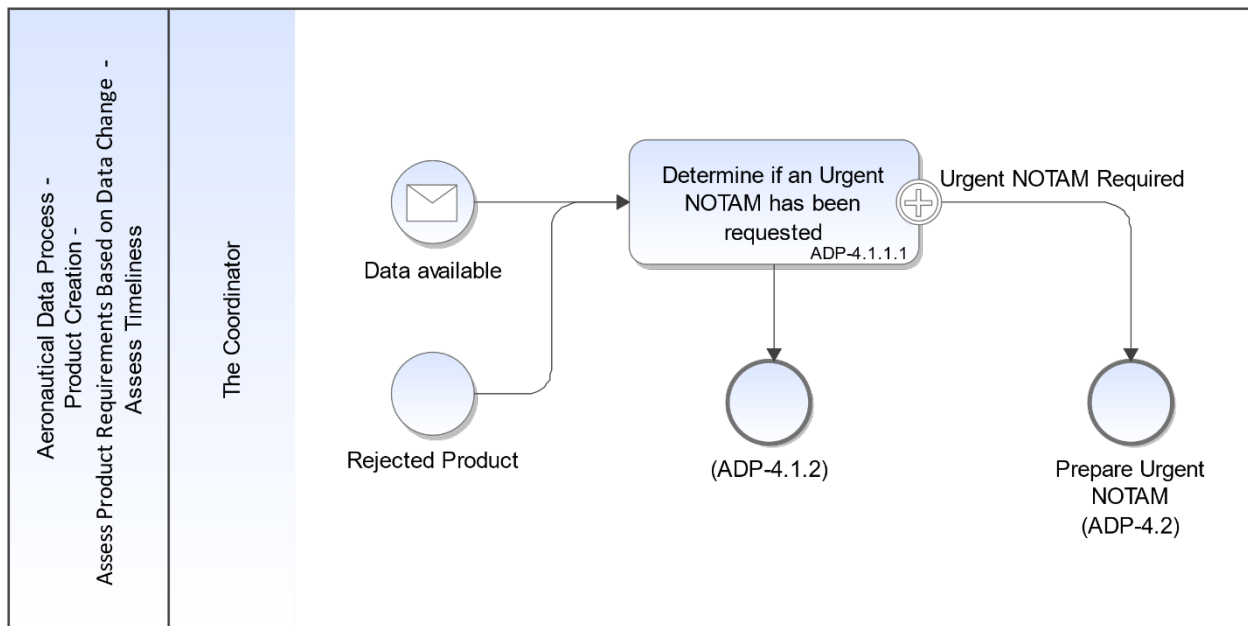 Aeronautical Data Process -
Product Creation -
Assess Product Requirements Based on Data Change -
Assess Timeliness
The Coordinator
Data available
Rejected Product
Determine if an Urgent
NOTAM has been
requested
ADP-4.1.1.1
Urgent NOTAM Required
(ADP-4.1.2)
Prepare Urgent
NOTAM
(ADP-4.2)